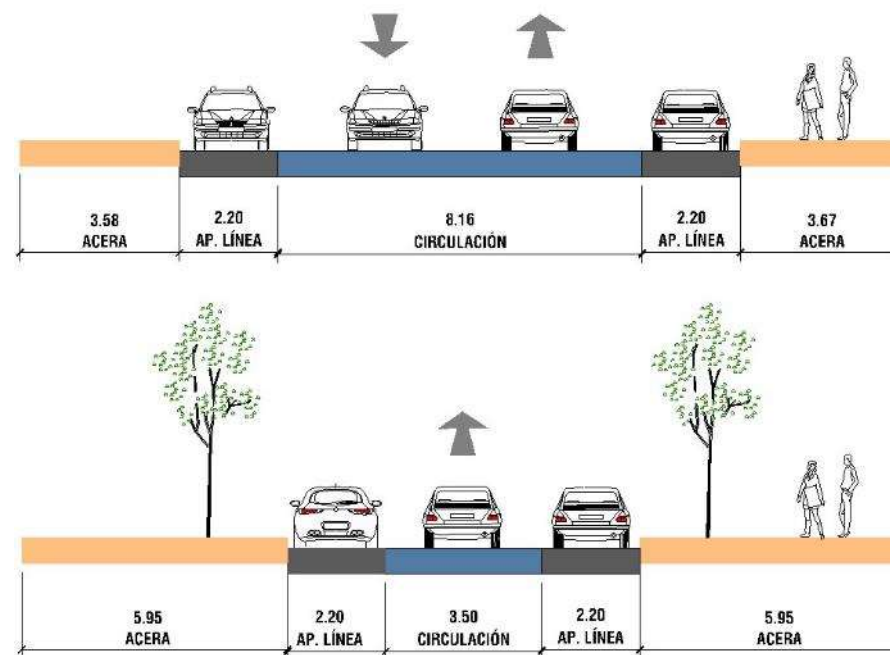 3.58 2.20 8.16 2.20 3.67
ACERA AP. LÍNEA CIRCULACIÓN AP. LÍNEA ACERA
5.95 2.20 3.50 2.20 5.95
ACERA AP. LÍNEA CIRCULACIÓN AP. LÍNEA ACERA